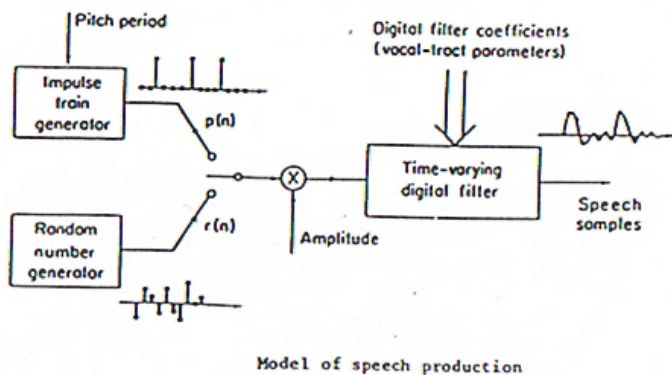 Pitch period
Impulse
train
generator
p(n)
Digital filter coefficients
(vocal-tract parameters)
X
Time-varying
digital filter
Speech
samples
Amplitude
Random
number
generator
r(n)
Model of speech production